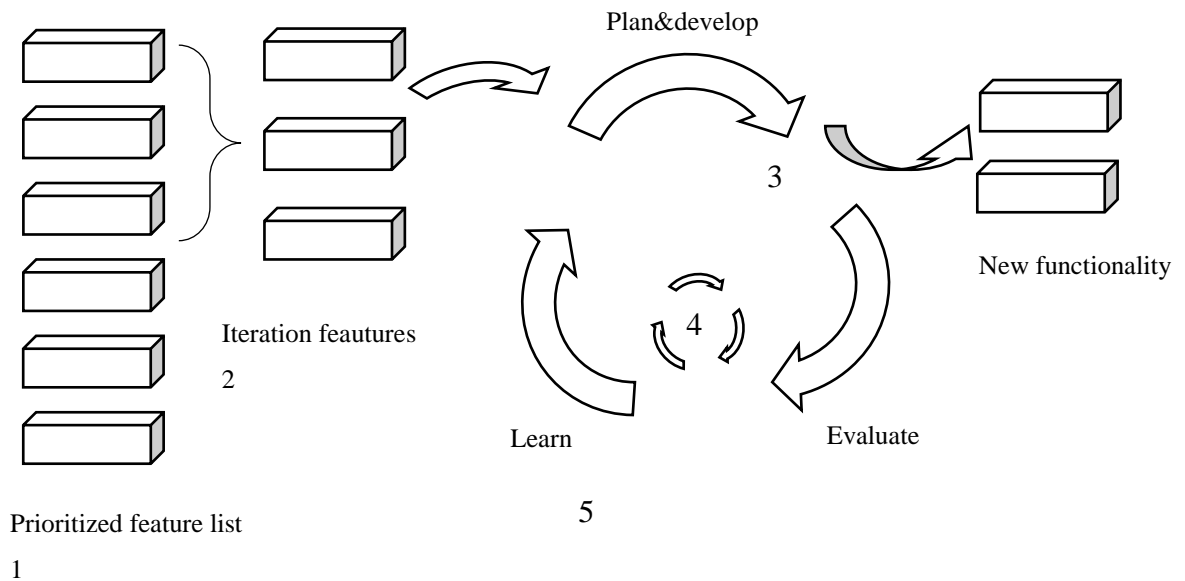 Plan&develop
3
New functionality
Iteration feautures
2
4
Learn
Evaluate
5
Prioritized feature list
1